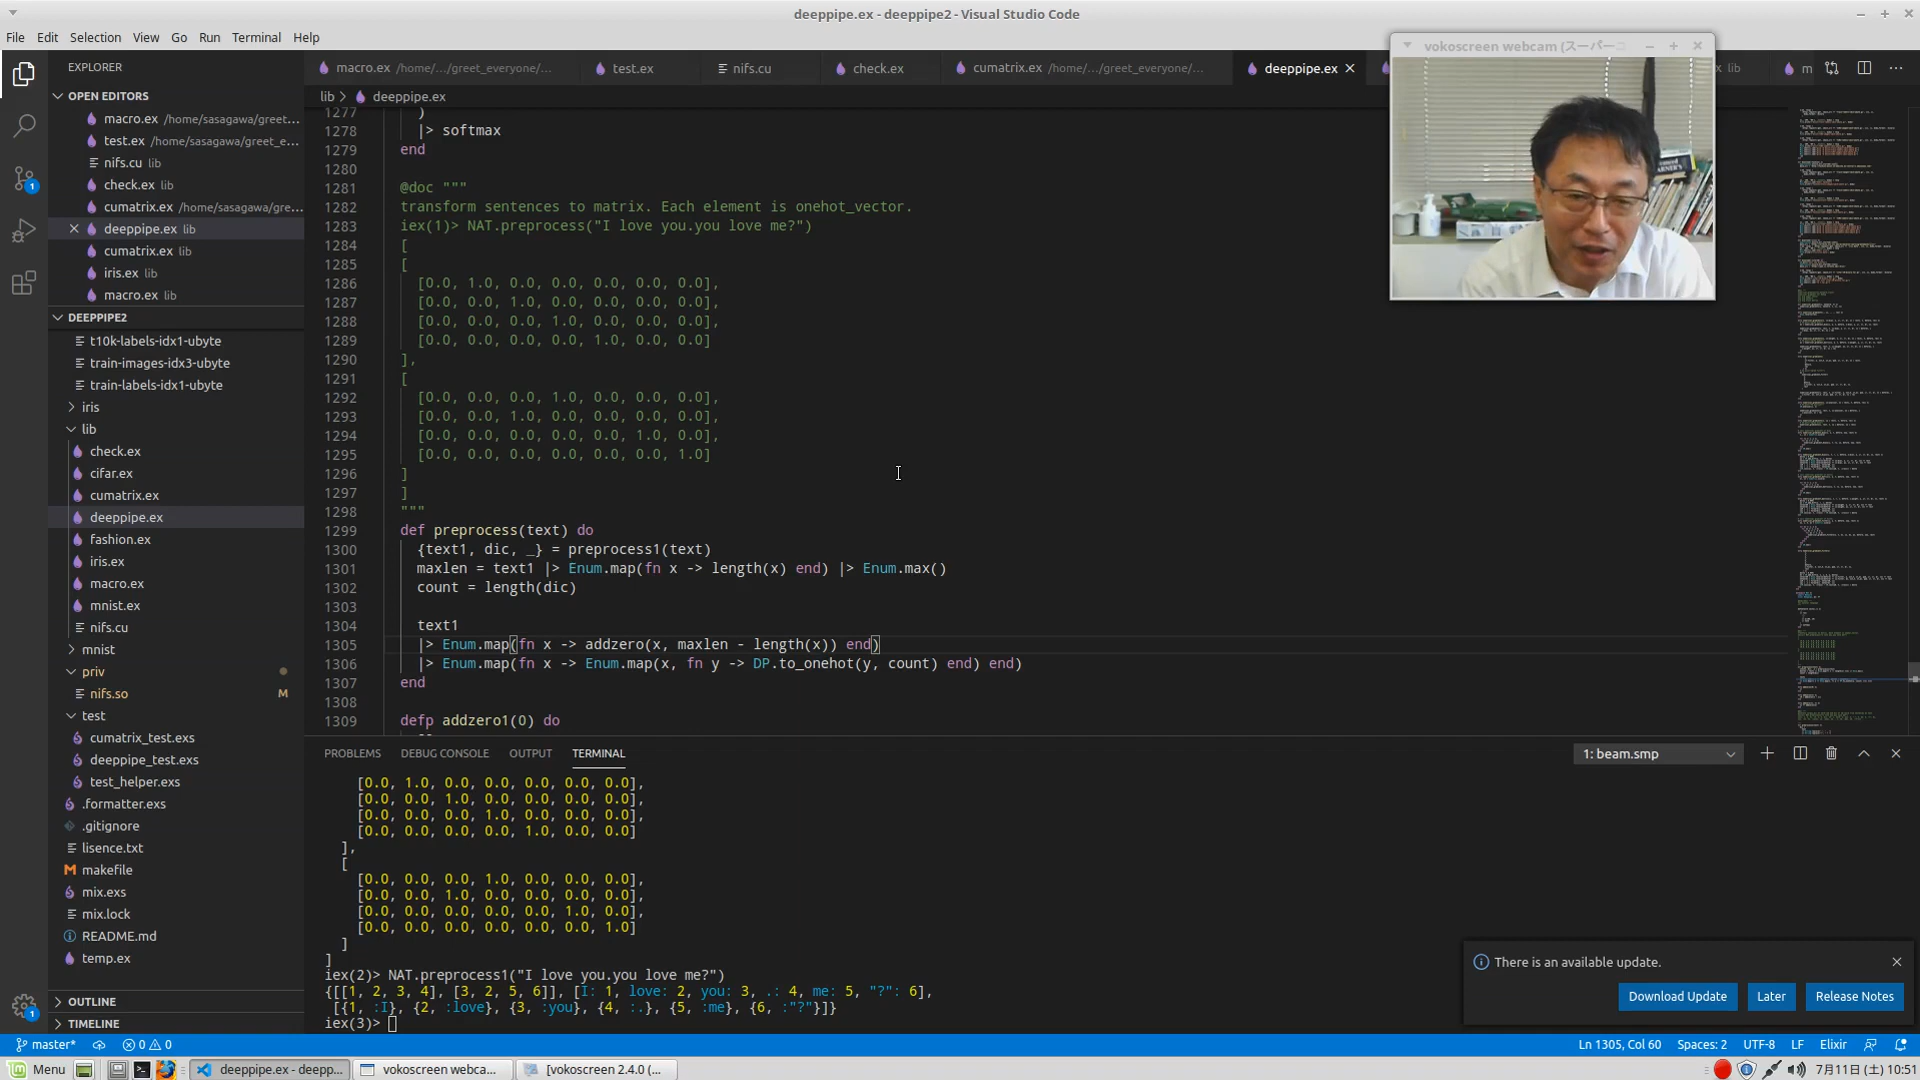 deeppipe.ex - deeppipe2 - Visual Studio Code
File Edit Selection View Go Run Terminal Help
vokoscreen webcam (スーパー
EXPLORER
macro.ex /home/.../greet_everyone/...
test.ex
nifs.cu
check.ex
cumatrix.ex /home/.../greet_everyone/...
deeppipe.ex
lib
m
OPEN EDITORS
macro.ex /home/sasagawa/greet...
test.ex /home/sasagawa/greet_e...
nifs.cu lib
check.ex lib
cumatrix.ex /home/sasagawa/gre...
deeppipe.ex lib
cumatrix.ex lib
iris.ex lib
macro.ex lib
DEEPPIPE2
t10k-labels-idx1-ubyte
train-images-idx3-ubyte
train-labels-idx1-ubyte
iris
lib
check.ex
cifar.ex
cumatrix.ex
deeppipe.ex
fashion.ex
iris.ex
macro.ex
mnist.ex
nifs.cu
mnist
priv
nifs.so M
test
cumatrix_test.exs
deeppipe_test.exs
test_helper.exs
.formatter.exs
.gitignore
lisence.txt
makefile
mix.exs
mix.lock
README.md
temp.ex
OUTLINE
TIMELINE
lib > deeppipe.ex
1277 )
1278 |> softmax
1279 end
1280
1281 @doc """
1282 transform sentences to matrix. Each element is onehot_vector.
1283 iex(1)> NAT.preprocess("I love you.you love me?")
1284 [
1285 [
1286 [0.0, 1.0, 0.0, 0.0, 0.0, 0.0, 0.0],
1287 [0.0, 0.0, 1.0, 0.0, 0.0, 0.0, 0.0],
1288 [0.0, 0.0, 0.0, 1.0, 0.0, 0.0, 0.0],
1289 [0.0, 0.0, 0.0, 0.0, 1.0, 0.0, 0.0]
1290 ],
1291 [
1292 [0.0, 0.0, 0.0, 1.0, 0.0, 0.0, 0.0],
1293 [0.0, 0.0, 1.0, 0.0, 0.0, 0.0, 0.0],
1294 [0.0, 0.0, 0.0, 0.0, 0.0, 1.0, 0.0],
1295 [0.0, 0.0, 0.0, 0.0, 0.0, 0.0, 1.0]
1296 ]
1297 ]
1298 """
1299 def preprocess(text) do
1300 {text1, dic, _} = preprocess1(text)
1301 maxlen = text1 |> Enum.map(fn x -> length(x) end) |> Enum.max()
1302 count = length(dic)
1303
1304 text1
1305 |> Enum.map(fn x -> addzero(x, maxlen - length(x)) end)
1306 |> Enum.map(fn x -> Enum.map(x, fn y -> DP.to_onehot(y, count) end) end)
1307 end
1308
1309 defp addzero1(0) do
PROBLEMS DEBUG CONSOLE OUTPUT TERMINAL
1: beam.smp
[0.0, 1.0, 0.0, 0.0, 0.0, 0.0, 0.0],
[0.0, 0.0, 1.0, 0.0, 0.0, 0.0, 0.0],
[0.0, 0.0, 0.0, 1.0, 0.0, 0.0, 0.0],
[0.0, 0.0, 0.0, 0.0, 1.0, 0.0, 0.0]
],
[
[0.0, 0.0, 0.0, 1.0, 0.0, 0.0, 0.0],
[0.0, 0.0, 1.0, 0.0, 0.0, 0.0, 0.0],
[0.0, 0.0, 0.0, 0.0, 0.0, 1.0, 0.0],
[0.0, 0.0, 0.0, 0.0, 0.0, 0.0, 1.0]
]
]
iex(2)> NAT.preprocess1("I love you.you love me?")
{[[1, 2, 3, 4], [3, 2, 5, 6]], [I: 1, love: 2, you: 3, .: 4, me: 5, "?": 6],
[{1, :I}, {2, :love}, {3, :you}, {4, :.}, {5, :me}, {6, :"?"}]}
iex(3)>
There is an available update.
Download Update Later Release Notes
master* 0 0
Ln 1305, Col 60 Spaces: 2 UTF-8 LF Elixir
Menu
deeppipe.ex - deepp...
vokoscreen webca...
[vokoscreen 2.4.0 (...
7月11日 (土) 10:51